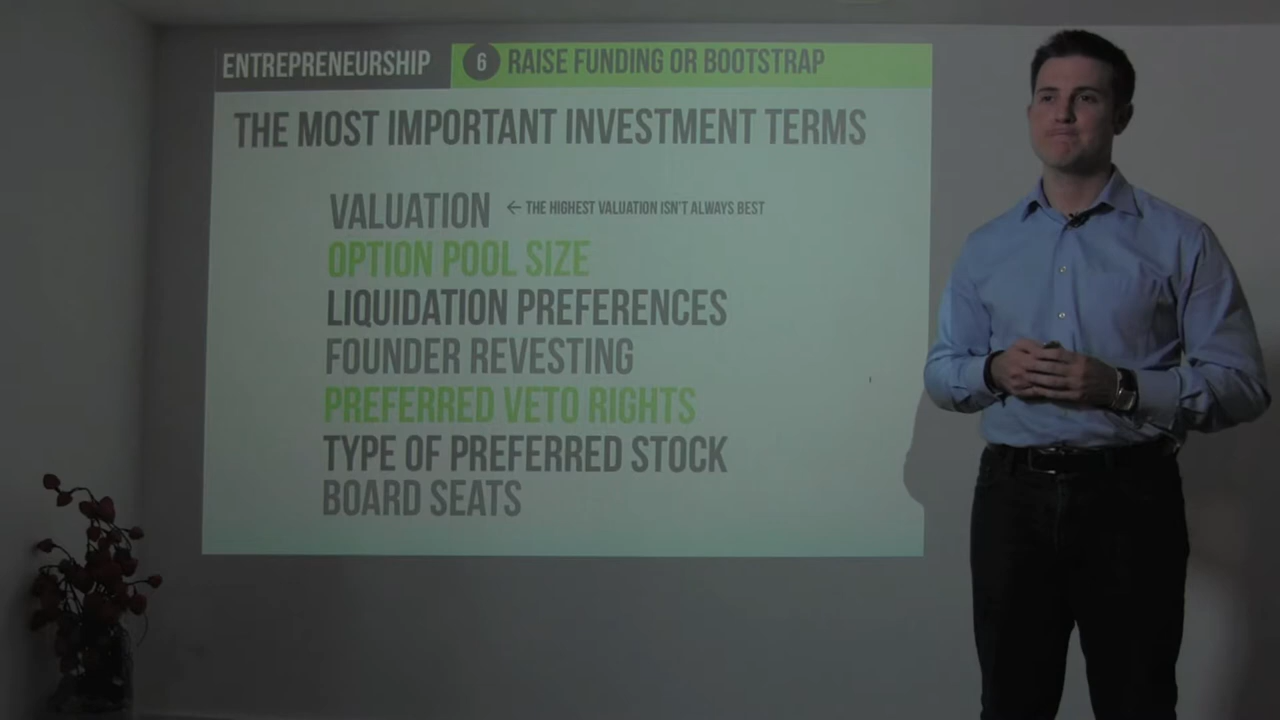 ENTREPRENEURSHIP
6 RAISE FUNDING OR BOOTSTRAP
THE MOST IMPORTANT INVESTMENT TERMS
VALUATION ← THE HIGHEST VALUATION ISN'T ALWAYS BEST
OPTION POOL SIZE
LIQUIDATION PREFERENCES
FOUNDER REVESTING
PREFERRED VETO RIGHTS
TYPE OF PREFERRED STOCK
BOARD SEATS